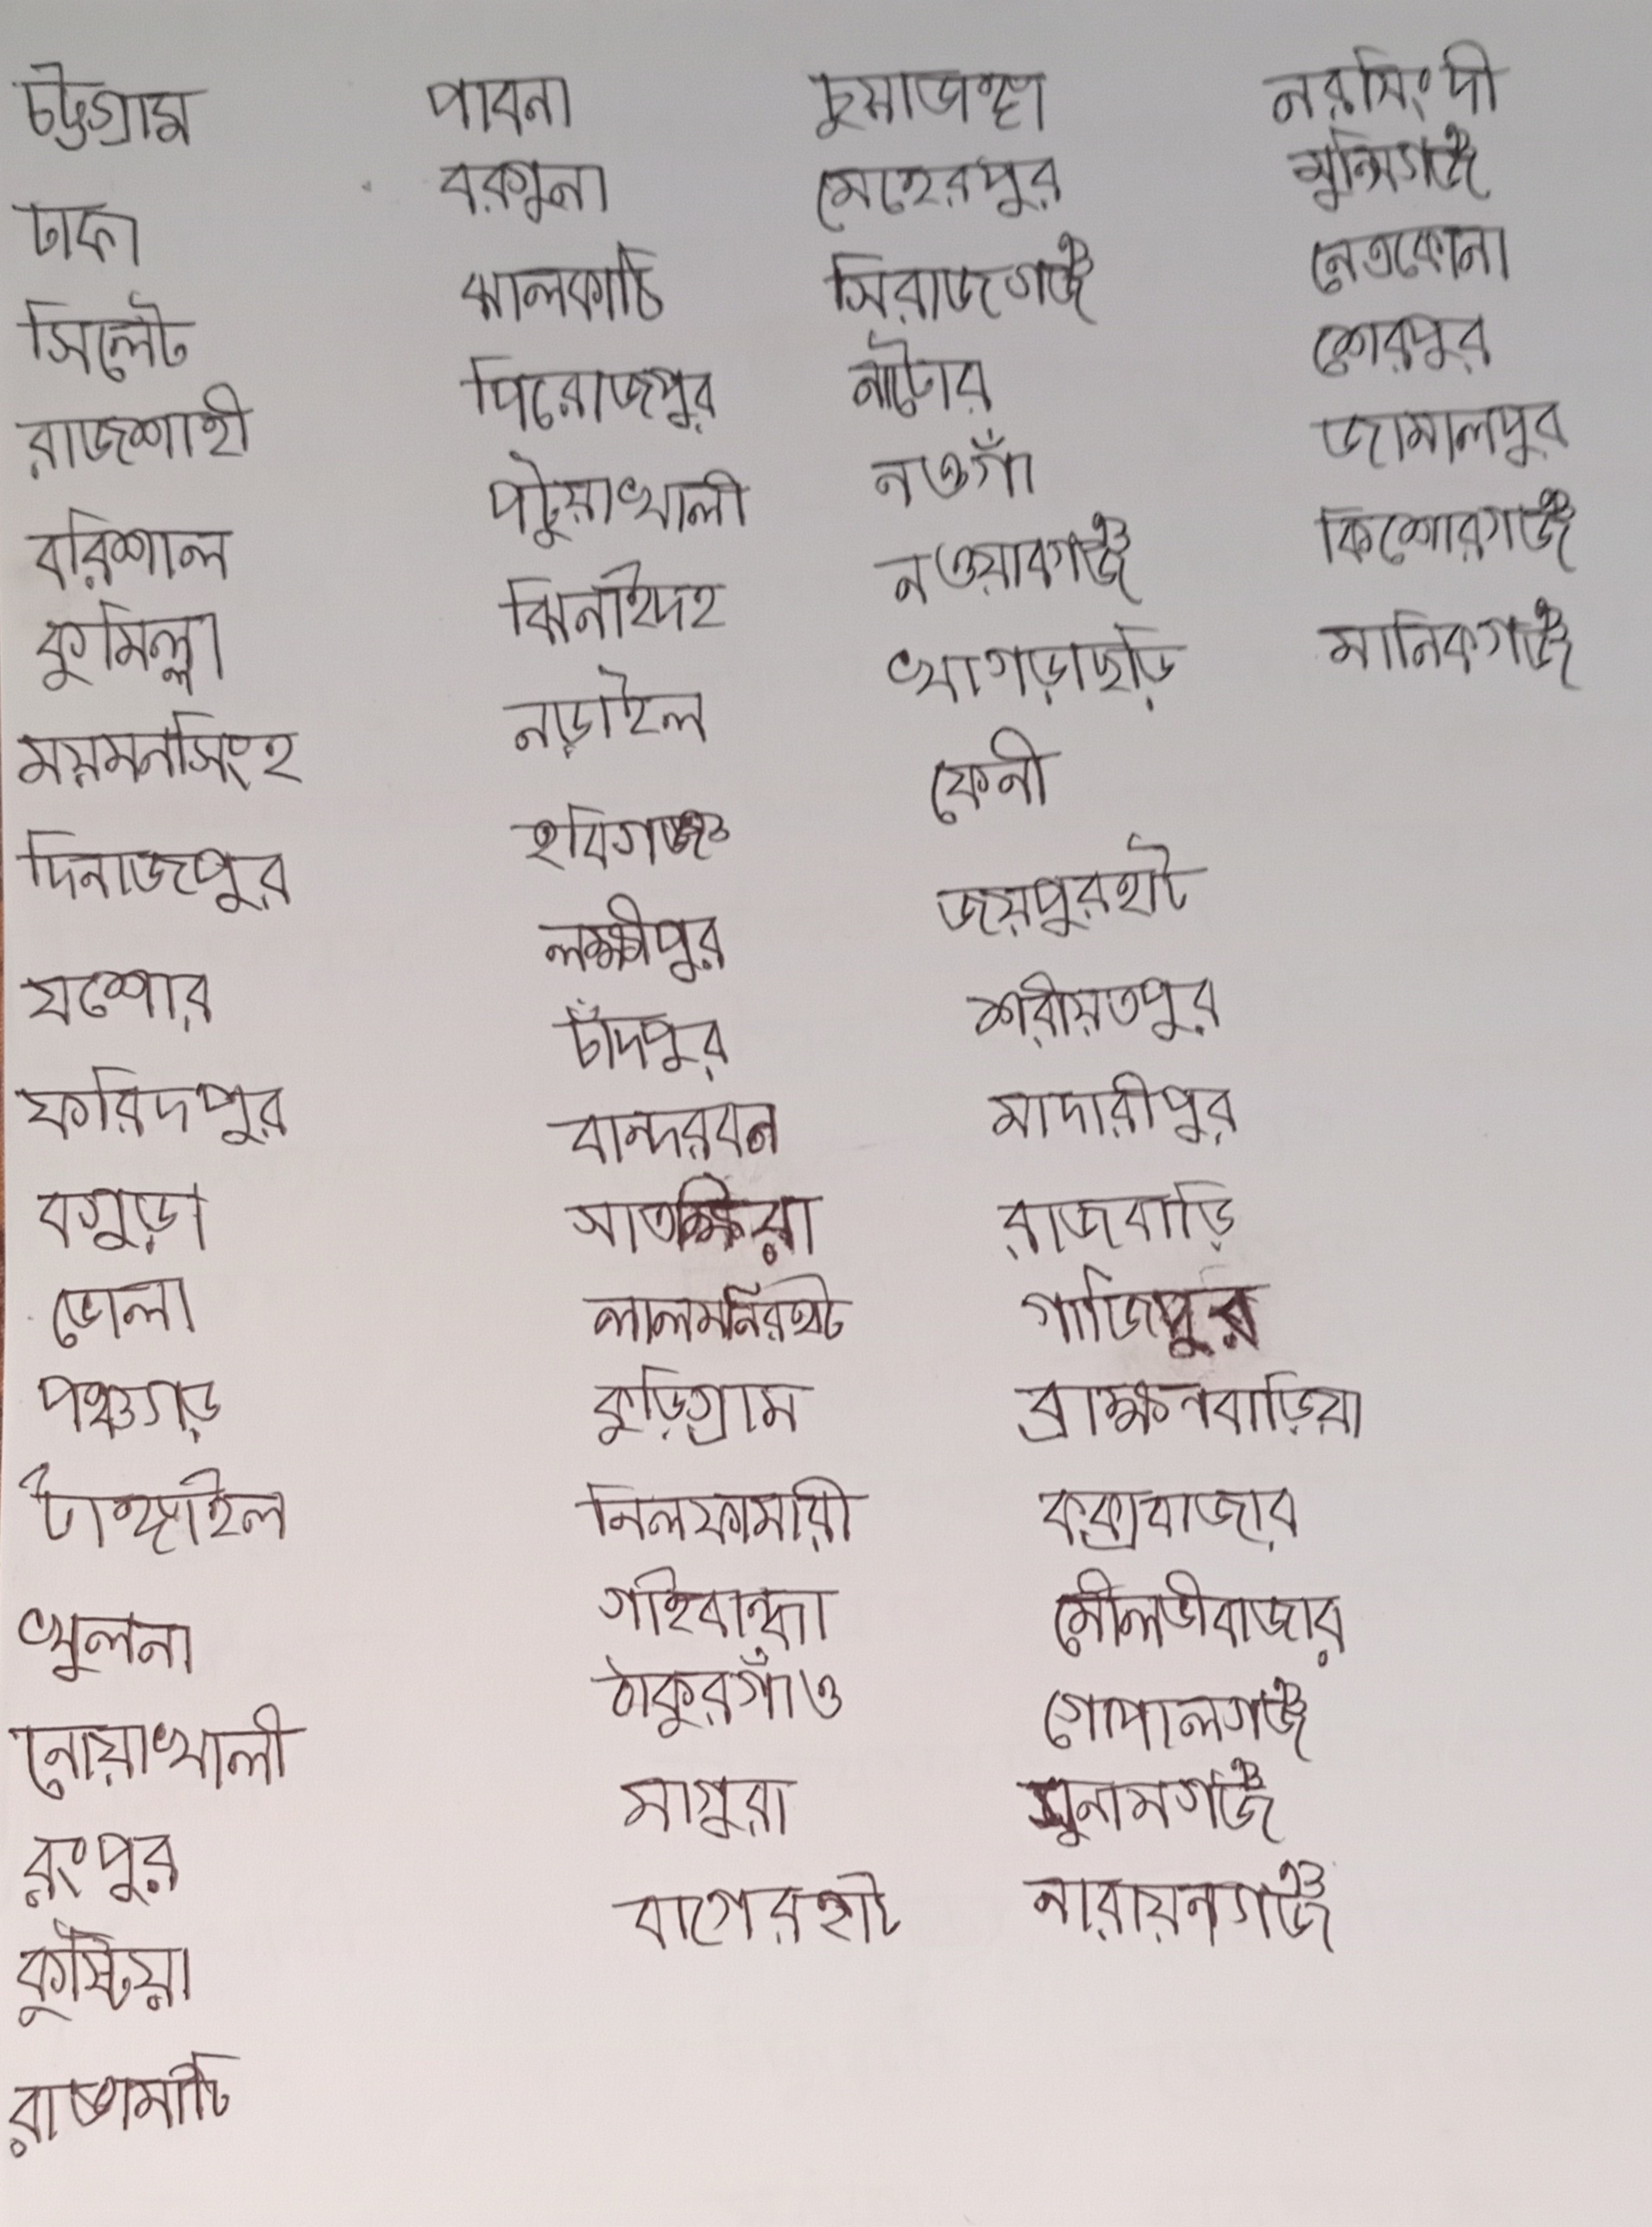 চট্টগ্রাম
ঢাকা
সিলেট
রাজশাহী
বরিশাল
কুমিল্লা
ময়মনসিংহ
দিনাজপুর
যশোর
ফরিদপুর
বগুড়া
ভোলা
পঞ্চগড়
টাঙ্গাইল
খুলনা
নোয়াখালী
রংপুর
কুষ্টিয়া
রাঙামাটি
পাবনা
বরগুনা
ঝালকাঠি
পিরোজপুর
পটুয়াখালী
ঝিনাইদহ
নড়াইল
হবিগঞ্জ
লক্ষ্মীপুর
চাঁদপুর
বান্দরবন
সাতক্ষিরা
লালমনিরহাট
কুড়িগ্রাম
নিলফামারী
গাইবান্ধা
ঠাকুরগাঁও
মাগুরা
বাগেরহাট
চুয়াডাঙ্গা
মেহেরপুর
সিরাজগঞ্জ
নাটোর
নওগাঁ
নওয়াবগঞ্জ
খাগড়াছড়ি
ফেনী
জয়পুরহাট
শরীয়তপুর
মাদারীপুর
রাজবাড়ি
গাজিপুর
ব্রাক্ষনবাড়িয়া
কক্সবাজার
মৌলভীবাজার
গোপালগঞ্জ
সুনামগঞ্জ
নারায়নগঞ্জ
নরসিংদী
মুন্সিগঞ্জ
নেত্রকোনা
শেরপুর
জামালপুর
কিশোরগঞ্জ
মানিকগঞ্জ